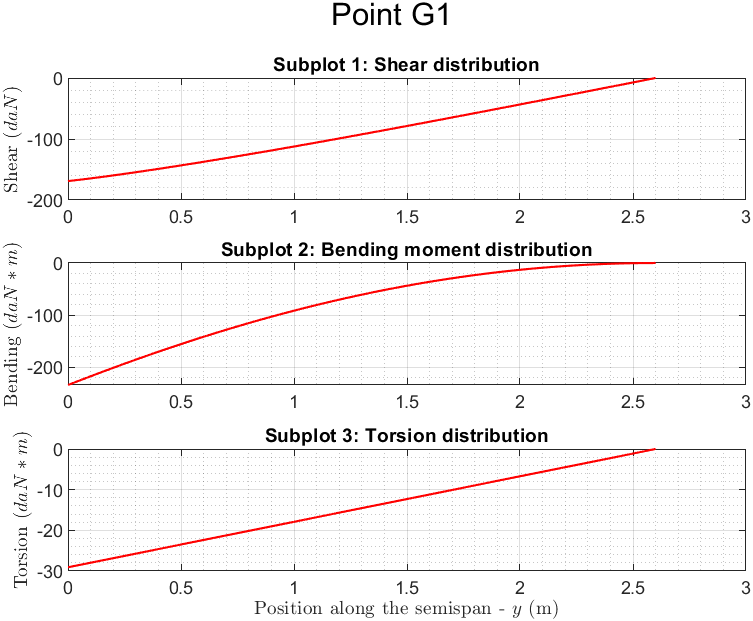 Point G1
Subplot 1: Shear distribution
Shear (daN)
0
-100
-200
0 0.5 1 1.5 2 2.5 3
Subplot 2: Bending moment distribution
Bending (daN * m)
0
-100
-200
0 0.5 1 1.5 2 2.5 3
Subplot 3: Torsion distribution
Torsion (daN * m)
0
-10
-20
-30
0 0.5 1 1.5 2 2.5 3
Position along the semispan - y (m)